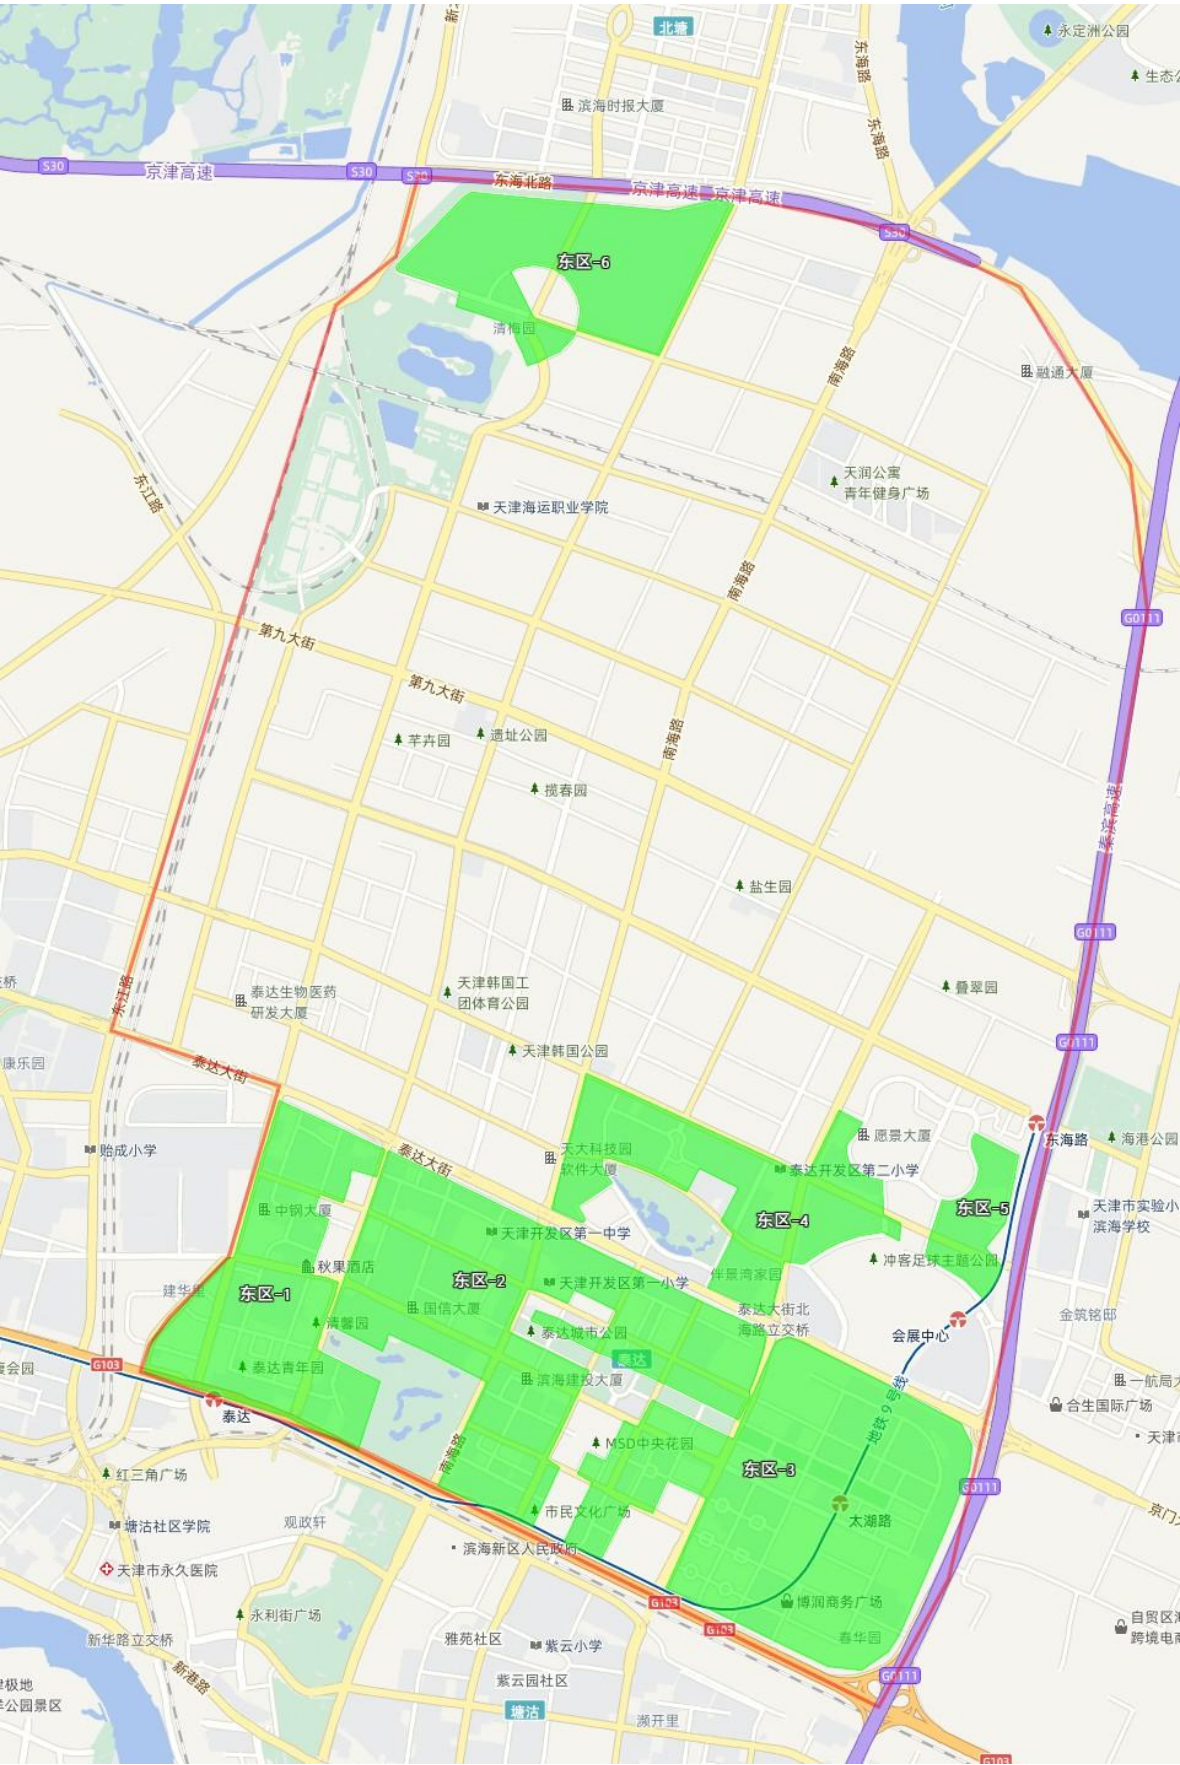 北塘
永定洲公园
东海路
生态
滨海时报大厦
东海路
S30
京津高速
S30
S30
东海北路
京津高速
京津高速
S30
东区-6
清梅园
南海路
融通大厦
天润公寓
青年健身广场
东江路
天津海运职业学院
南海路
G0111
第九大街
第九大街
芊卉园
遗址公园
南海路
揽春园
秦滨高速
盐生园
G0111
桥
东江路
泰达生物医药
研发大厦
天津韩国工
团体育公园
叠翠园
天津韩国公园
G0111
康乐园
泰达大街
东海路
海港公园
贻成小学
泰达大街
天大科技园
软件大厦
愿景大厦
泰达开发区第二小学
中钢大厦
天津开发区第一中学
东区-4
东区-5
天津市实验小
滨海学校
秋果酒店
东区-2
天津开发区第一小学
伴景湾家园
冲客足球主题公园
建华里
东区-1
国信大厦
清馨园
泰达城市公园
泰达大街北
海路立交桥
会展中心
金筑铭邸
G103
会园
泰达青年园
泰达
滨海建投大厦
地铁9号线
一航局
合生国际广场
泰达
南海路
MSD中央花园
天津
红三角广场
东区-3
G0111
市民文化广场
太湖路
京门
塘沽社区学院
观政轩
滨海新区人民政府
天津市永久医院
G103
博润商务广场
永利街广场
G103
自贸区
跨境电
新华路立交桥
雅苑社区
紫云小学
春华园
新港路
紫云园社区
G0111
极地
公园景区
塘沽
濒开里
G103